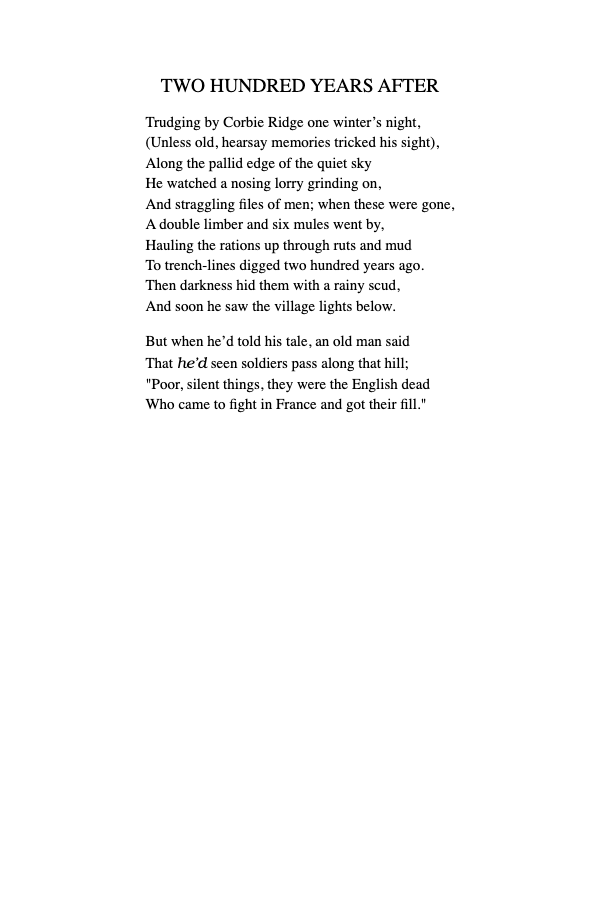 TWO HUNDRED YEARS AFTER
Trudging by Corbie Ridge one winter’s night,
(Unless old, hearsay memories tricked his sight),
Along the pallid edge of the quiet sky
He watched a nosing lorry grinding on,
And straggling files of men; when these were gone,
A double limber and six mules went by,
Hauling the rations up through ruts and mud
To trench-lines digged two hundred years ago.
Then darkness hid them with a rainy scud,
And soon he saw the village lights below.
But when he’d told his tale, an old man said
That he’d seen soldiers pass along that hill;
"Poor, silent things, they were the English dead
Who came to fight in France and got their fill."